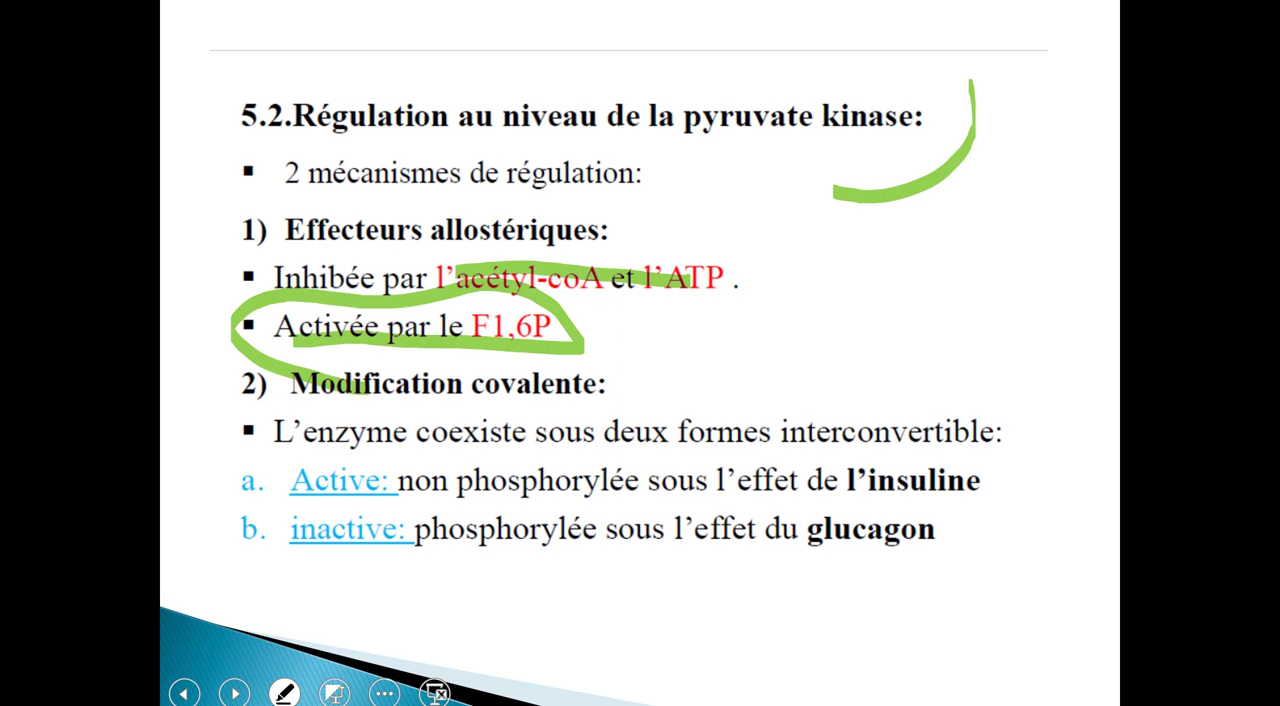 5.2.Régulation au niveau de la pyruvate kinase:
▪ 2 mécanismes de régulation:
1) Effecteurs allostériques:
▪ Inhibée par l'acétyl-coA et l'ATP .
▪ Activée par le F1,6P
2) Modification covalente:
▪ L'enzyme coexiste sous deux formes interconvertible:
a. Active: non phosphorylée sous l'effet de l'insuline
b. inactive: phosphorylée sous l'effet du glucagon